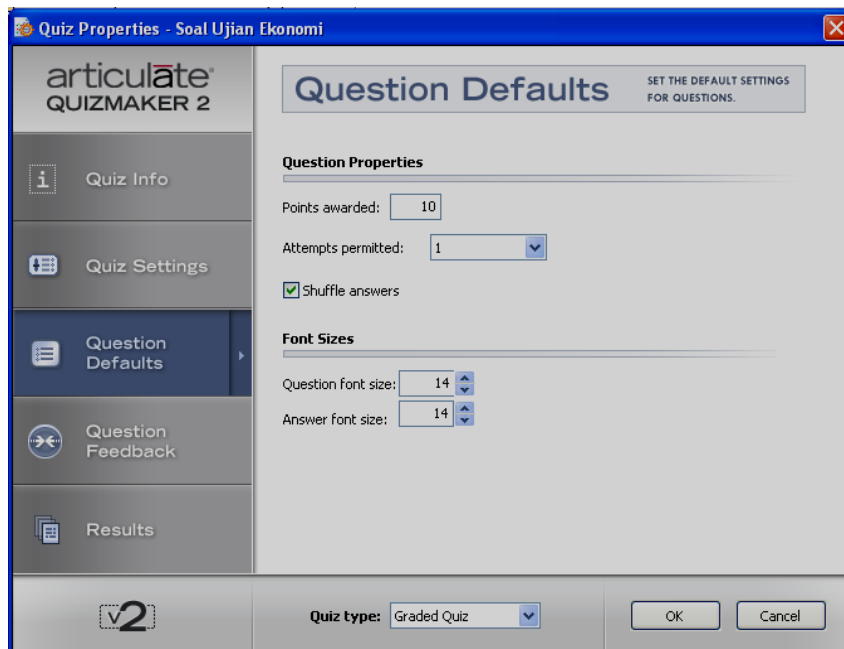 Quiz Properties - Soal Ujian Ekonomi
articulate
QUIZMAKER 2
Question Defaults
SET THE DEFAULT SETTINGS
FOR QUESTIONS.
Quiz Info
Quiz Settings
Question
Defaults
Question
Feedback
Results
Question Properties
Points awarded: 10
Attempts permitted: 1
Shuffle answers
Font Sizes
Question font size: 14
Answer font size: 14
v2
Quiz type: Graded Quiz
OK Cancel